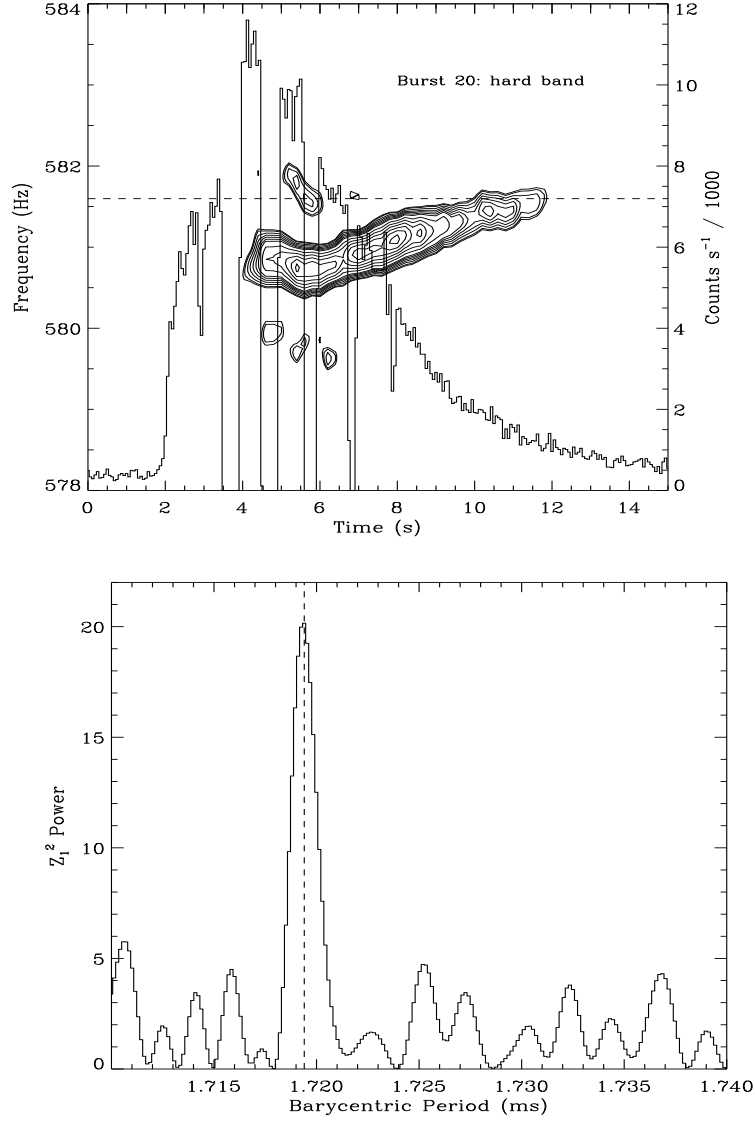 584
582
580
578
Frequency (Hz)
12
10
8
6
4
2
0
Counts s⁻¹ / 1000
Burst 20: hard band
0 2 4 6 8 10 12 14
Time (s)
20
15
10
5
0
Z₁² Power
1.715 1.720 1.725 1.730 1.735 1.740
Barycentric Period (ms)